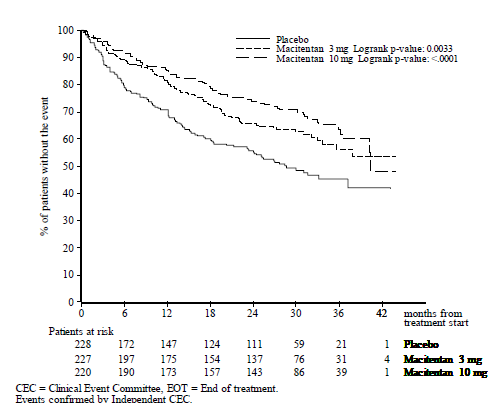 Placebo
Macitentan 3 mg Logrank p-value: 0.0033
Macitentan 10 mg Logrank p-value: <.0001
% of patients without the event
100
90
80
70
60
50
40
30
20
10
0
0 6 12 18 24 30 36 42 months from
treatment start
Patients at risk
228 172 147 124 111 59 21 1 Placebo
227 197 175 154 137 76 31 4 Macitentan 3 mg
220 190 173 157 143 86 39 1 Macitentan 10 mg
CEC = Clinical Event Committee, EOT = End of treatment.
Events confirmed by Independent CEC.